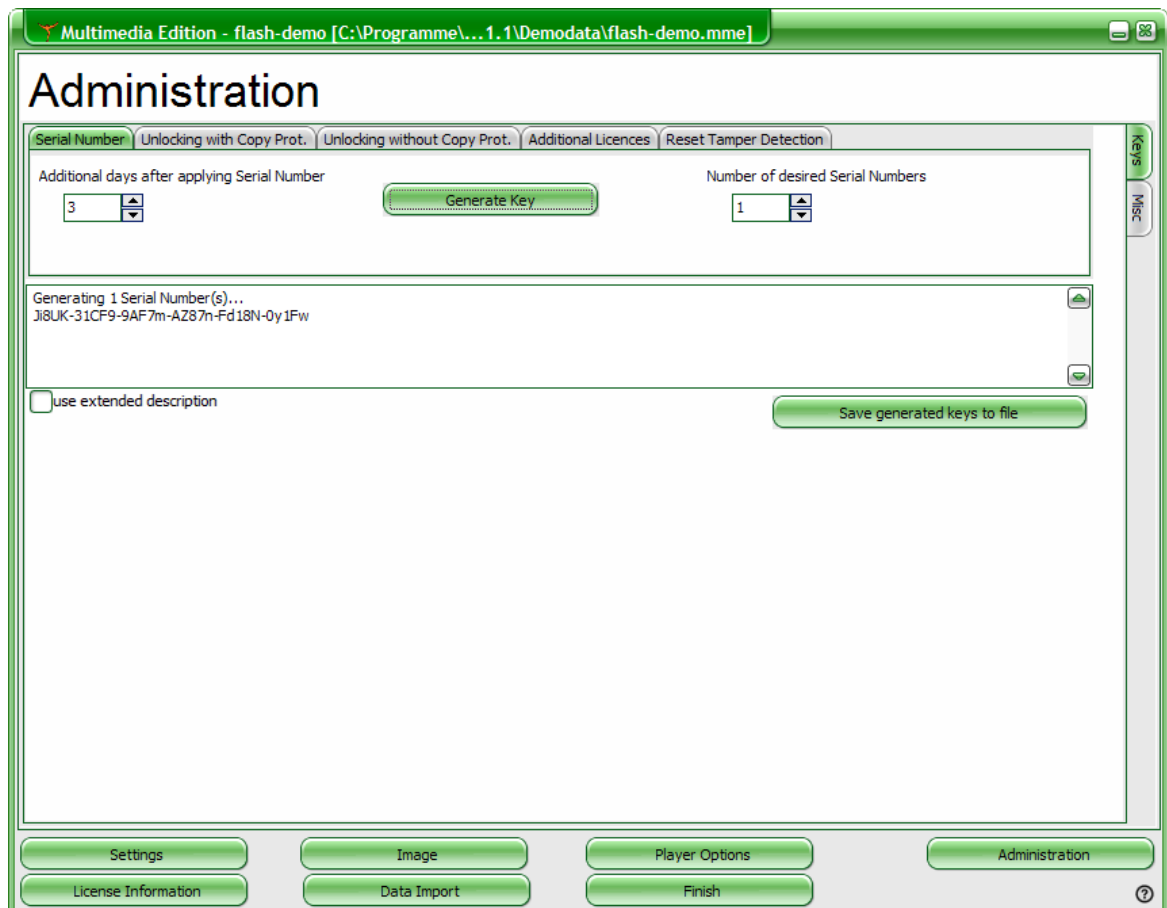 Multimedia Edition - flash-demo [C:\Programme\...1.1\Demodata\flash-demo.mme]
Administration
Serial Number Unlocking with Copy Prot. Unlocking without Copy Prot. Additional Licences Reset Tamper Detection
Keys
Misc
Additional days after applying Serial Number
Number of desired Serial Numbers
3
Generate Key
1
Generating 1 Serial Number(s)...
Ji8UK-31CF9-9AF7m-AZ87n-Fd18N-0y1Fw
use extended description
Save generated keys to file
Settings Image Player Options Administration
License Information Data Import Finish
?